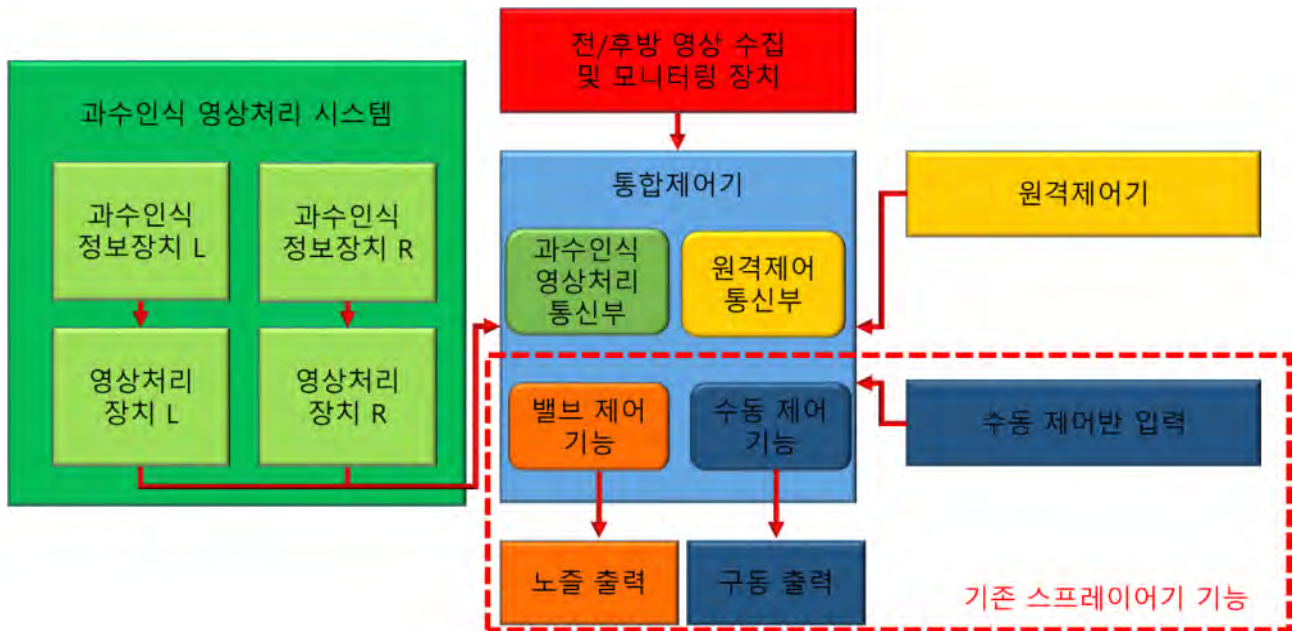 전/후방 영상 수집
및 모니터링 장치
과수인식 영상처리 시스템
과수인식
정보장치 L
과수인식
정보장치 R
영상처리
장치 L
영상처리
장치 R
통합제어기
과수인식
영상처리
통신부
원격제어
통신부
밸브 제어
기능
수동 제어
기능
원격제어기
수동 제어반 입력
노즐 출력
구동 출력
기존 스프레이어기 기능